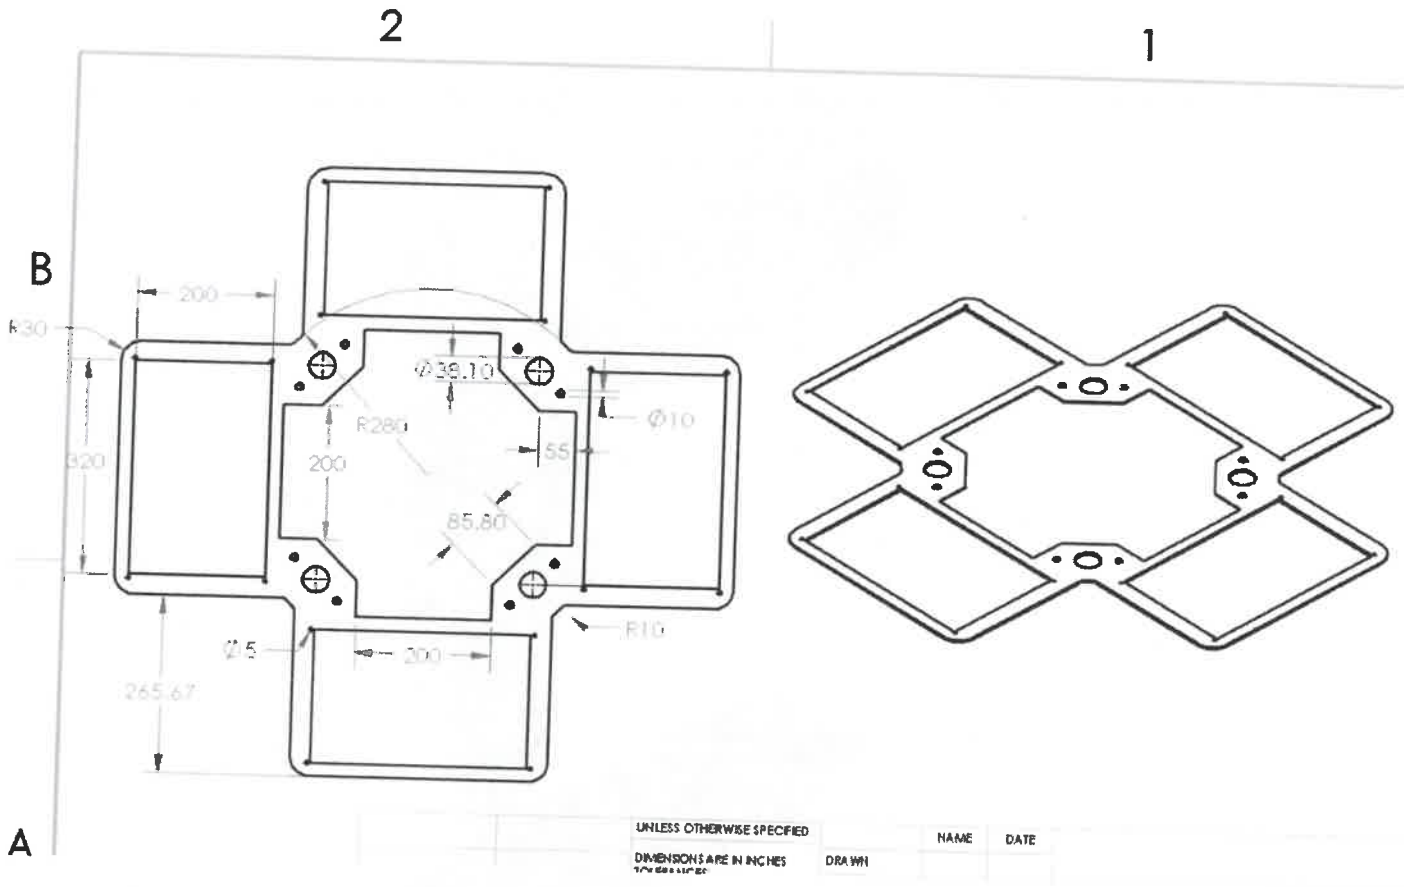 2
1
B
200
R30
Ø38.10
320
R280
Ø10
200
55
85.80
Ø5
200
R10
265.67
A
UNLESS OTHERWISE SPECIFIED
NAME DATE
DIMENSIONS ARE IN INCHES
DRAWN
TOLERANCES: